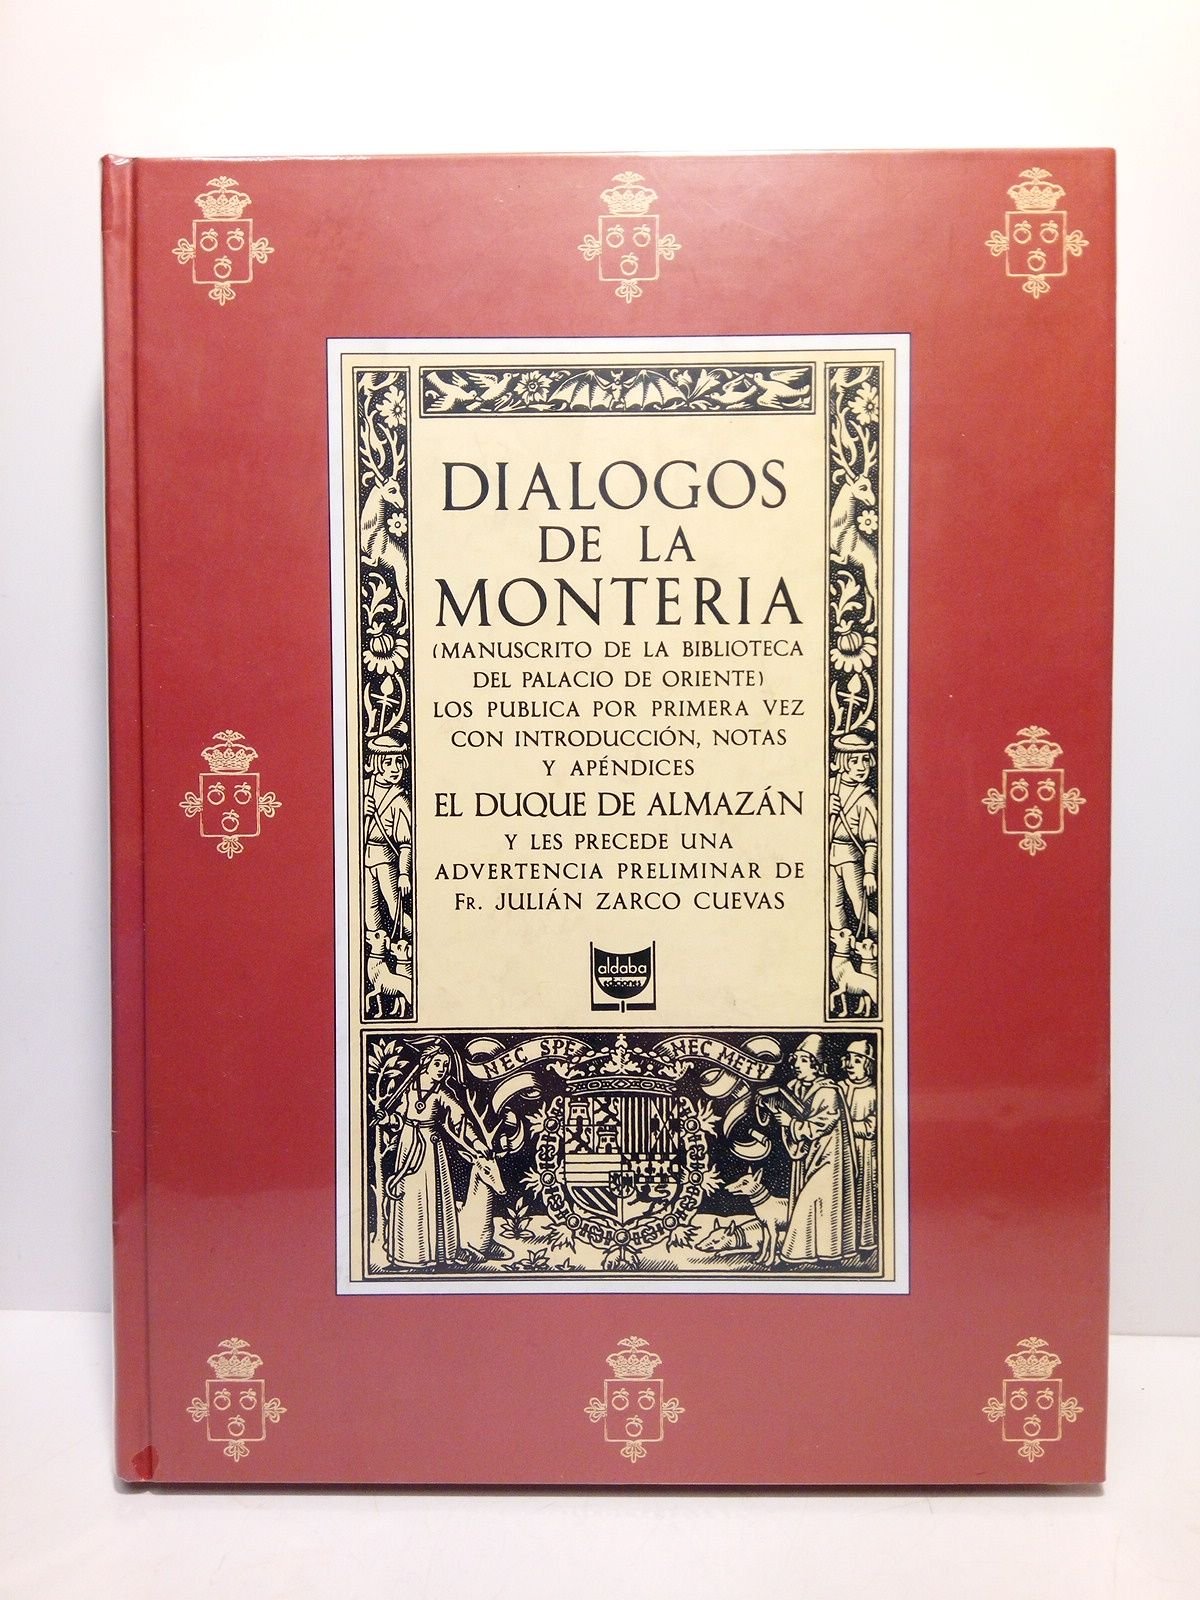 DIALOGOS
DE LA
MONTERIA
(MANUSCRITO DE LA BIBLIOTECA
DEL PALACIO DE ORIENTE)
LOS PUBLICA POR PRIMERA VEZ
CON INTRODUCCIÓN, NOTAS
Y APÉNDICES
EL DUQUE DE ALMAZÁN
Y LES PRECEDE UNA
ADVERTENCIA PRELIMINAR DE
FR. JULIÁN ZARCO CUEVAS
aldaba
ediciones
NEC SPE NEC METV